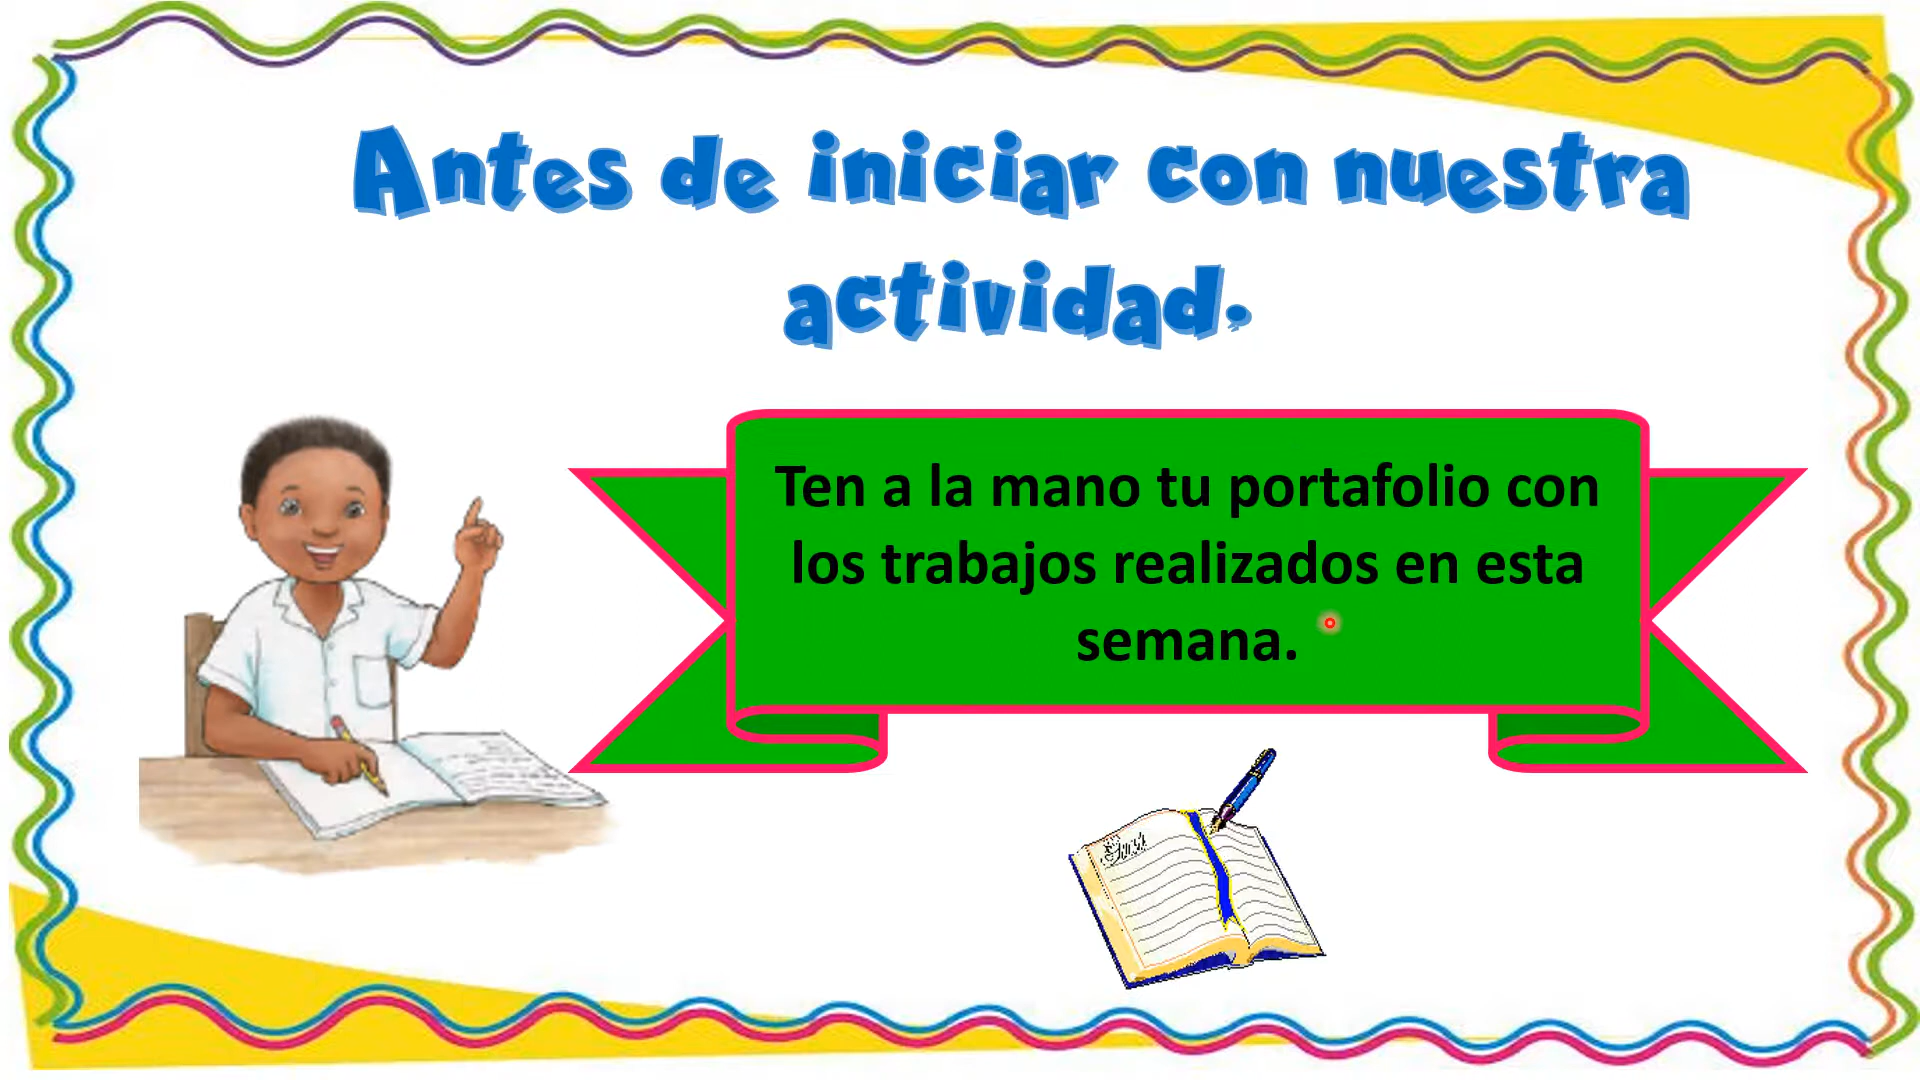 Antes de iniciar con nuestra
actividad.
Ten a la mano tu portafolio con
los trabajos realizados en esta
semana.